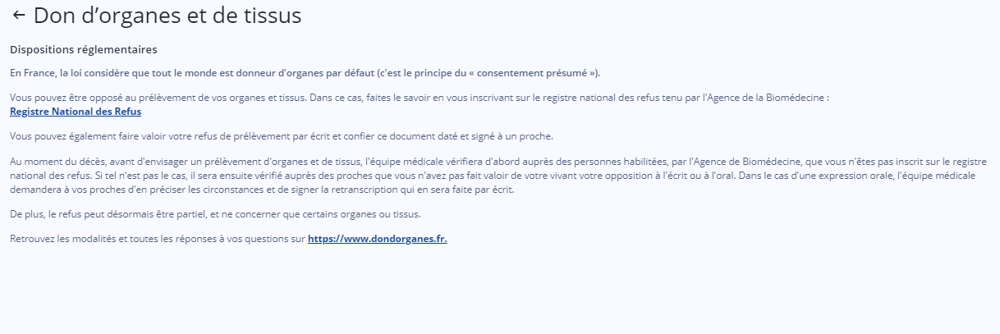 ← Don d’organes et de tissus
Dispositions réglementaires
En France, la loi considère que tout le monde est donneur d'organes par défaut (c'est le principe du « consentement présumé »).
Vous pouvez être opposé au prélèvement de vos organes et tissus. Dans ce cas, faites le savoir en vous inscrivant sur le registre national des refus tenu par l'Agence de la Biomédecine :
Registre National des Refus
Vous pouvez également faire valoir votre refus de prélèvement par écrit et confier ce document daté et signé à un proche.
Au moment du décès, avant d'envisager un prélèvement d'organes et de tissus, l'équipe médicale vérifiera d'abord auprès des personnes habilitées, par l'Agence de Biomédecine, que vous n'êtes pas inscrit sur le registre
national des refus. Si tel n'est pas le cas, il sera ensuite vérifié auprès des proches que vous n'avez pas fait valoir de votre vivant votre opposition à l'écrit ou à l'oral. Dans le cas d'une expression orale, l'équipe médicale
demandera à vos proches d'en préciser les circonstances et de signer la retranscription qui en sera faite par écrit.
De plus, le refus peut désormais être partiel, et ne concerner que certains organes ou tissus.
Retrouvez les modalités et toutes les réponses à vos questions sur https://www.dondorganes.fr.